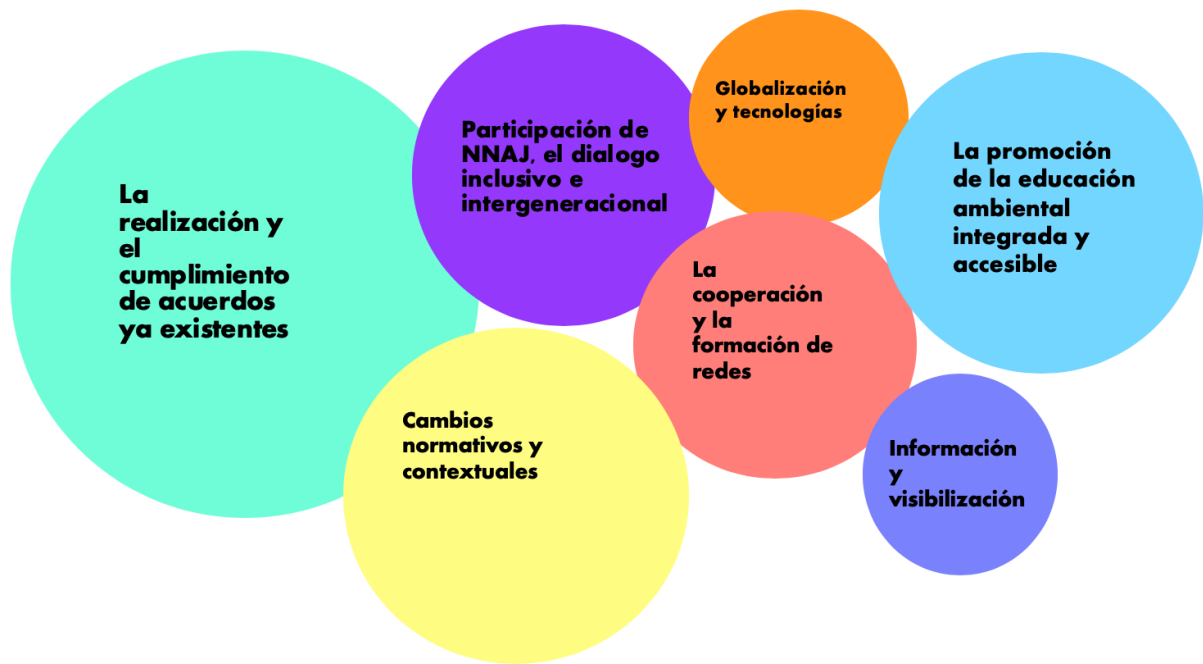 La
realización y
el
cumplimiento
de acuerdos
ya existentes
Participación de
NNAJ, el dialogo
inclusivo e
intergeneracional
Globalización
y tecnologías
La promoción
de la educación
ambiental
integrada y
accesible
La
cooperación
y la
formación de
redes
Cambios
normativos y
contextuales
Información
y
visibilización